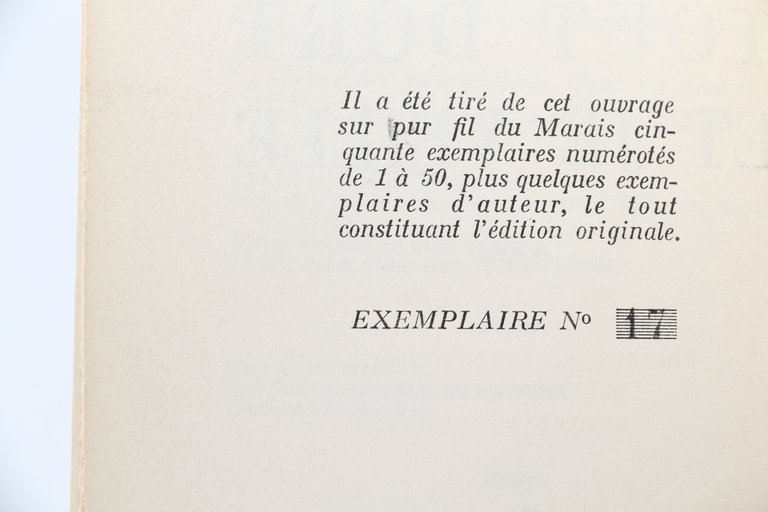 Il a été tiré de cet ouvrage
sur pur fil du Marais cin-
quante exemplaires numérotés
de 1 à 50, plus quelques exem-
plaires d'auteur, le tout
constituant l'édition originale.
EXEMPLAIRE Nº 17